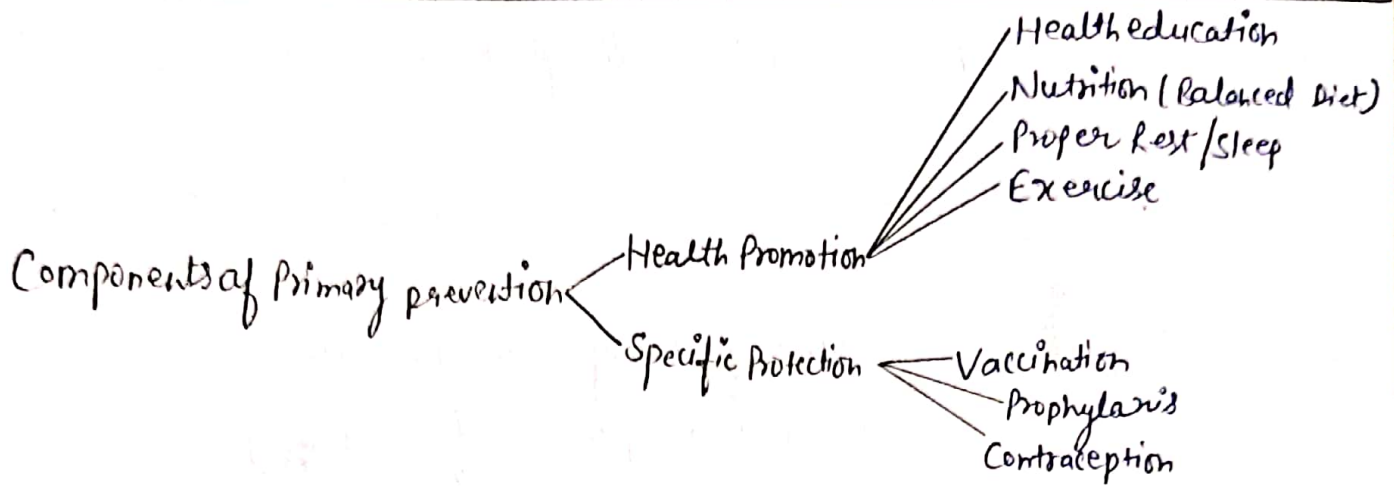 Health education
Nutrition (Balanced Diet)
Proper Rest/Sleep
Exercise
Health Promotion
Components of Primary prevention
Specific Protection
Vaccination
Prophylaxis
Contraception